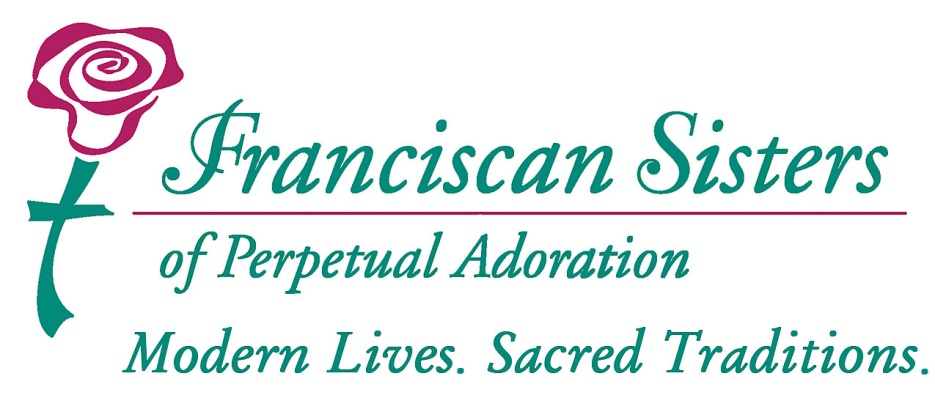 Franciscan Sisters
of Perpetual Adoration
Modern Lives. Sacred Traditions.